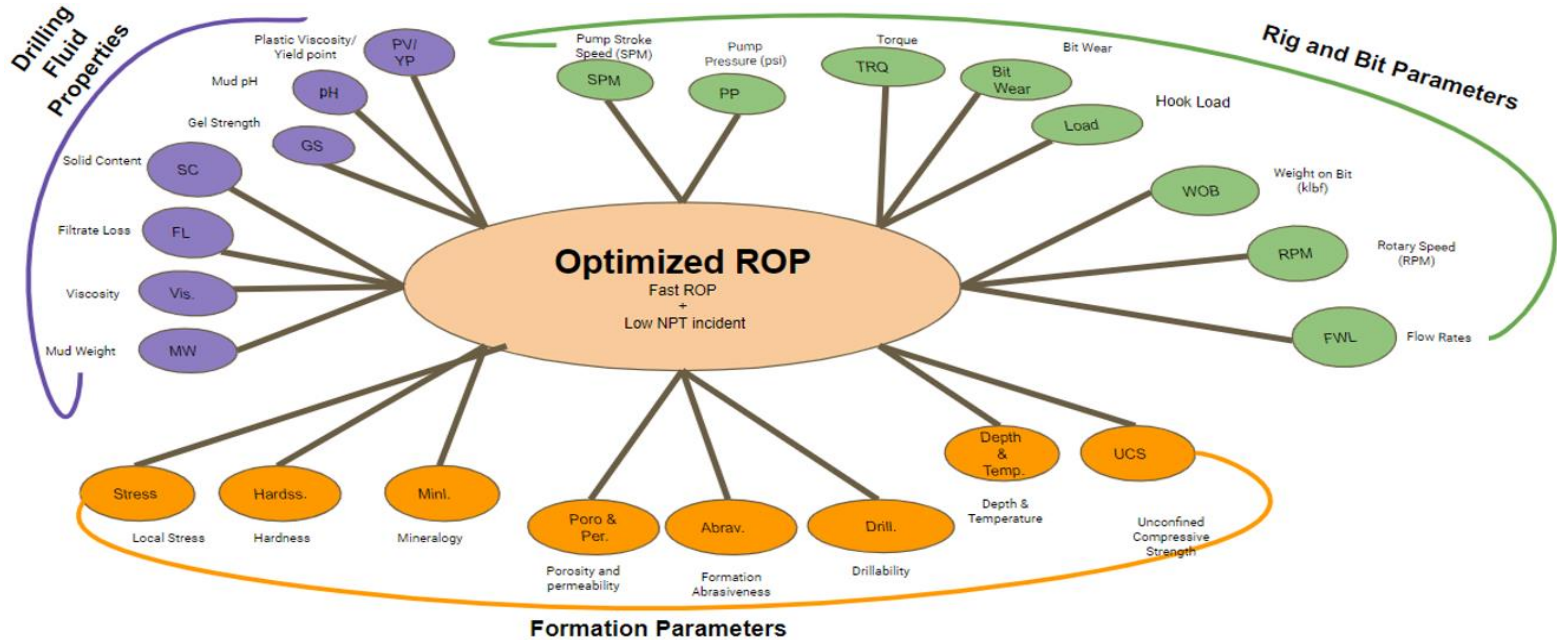 Drilling
Fluid
Properties
Plastic Viscosity/
Yield point
PV/
YP
Mud pH
pH
Gel Strength
GS
Solid Content
SC
Filtrate Loss
FL
Viscosity
Vis.
Mud Weight
MW
Pump Stroke
Speed (SPM)
SPM
Pump
Pressure (psi)
PP
Torque
TRQ
Bit Wear
Bit
Wear
Hook Load
Load
Rig and Bit Parameters
WOB
Weight on Bit
(klbf)
RPM
Rotary Speed
(RPM)
FWL
Flow Rates
Optimized ROP
Fast ROP
+
Low NPT incident
Stress
Local Stress
Hardss.
Hardness
Minl.
Mineralogy
Poro &
Per.
Porosity and
permeability
Abrav.
Formation
Abrasiveness
Drill.
Drillability
Depth
&
Temp.
Depth &
Temperature
UCS
Unconfined
Compressive
Strength
Formation Parameters